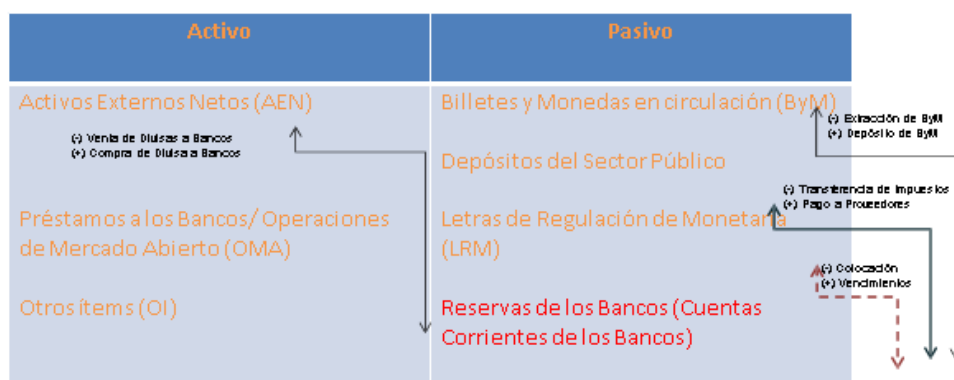 Activo
Pasivo
Activos Externos Netos (AEN)
(-) Venta de Divisas a Bancos
(+) Compra de Divisa a Bancos
Préstamos a los Bancos/ Operaciones
de Mercado Abierto (OMA)
Otros ítems (OI)
Billetes y Monedas en circulación (ByM)
(-) Extracción de ByM
(+) Depósito de ByM
Depósitos del Sector Público
(-) Transferencia de Impuestos
(+) Pago a Proveedores
Letras de Regulación de Monetaria
(LRM)
(-) Colocación
(+) Vencimientos
Reservas de los Bancos (Cuentas
Corrientes de los Bancos)